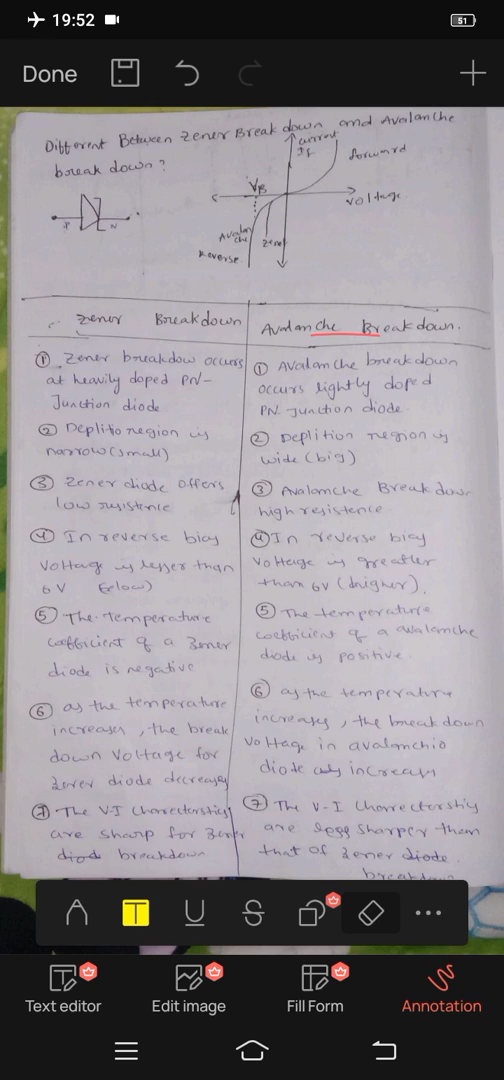 19:52
51
Done
Different Between Zener Break down and Avalanche
break down?
current
If
forward
VB
voltage
Avalan
che
Zener
Reverse
P
N
Zener Breakdown
Avalanche Breakdown.
① Zener breakdow occurs
at heavily doped PN-
Junction diode
② Deplitio region is
narrow (small)
③ Zener diode offers
low resistence
④ In reverse bias
voltage is lesser than
6V (below)
⑤ The temperature
coefficient of a Zener
diode is negative
⑥ as the temperature
increases, the break
down voltage for
Zener diode decreases
⑦ The V-I charecterstics
are sharp for Zener
diode breakdown
① Avalanche breakdown
occurs lightly doped
PN Junction diode.
② Deplition region is
wide (big)
③ Avalanche Break down
high resistence
④ In reverse bias
voltage is greatter
than 6V (higher).
⑤ The temperature
coefficient of a avalanche
diode is positive.
⑥ as the temperature
increases, the breakdown
voltage in avalanchio
diode increases
⑦ The V-I
are less sharper than
that of Zener diode.
breakdown
Text editor
Edit image
Fill Form
Annotation